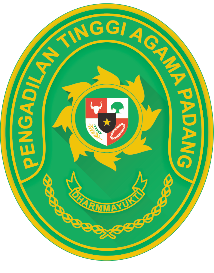 PENGADILAN TINGGI AGAMA PADANG
DHARMMAYUKTI